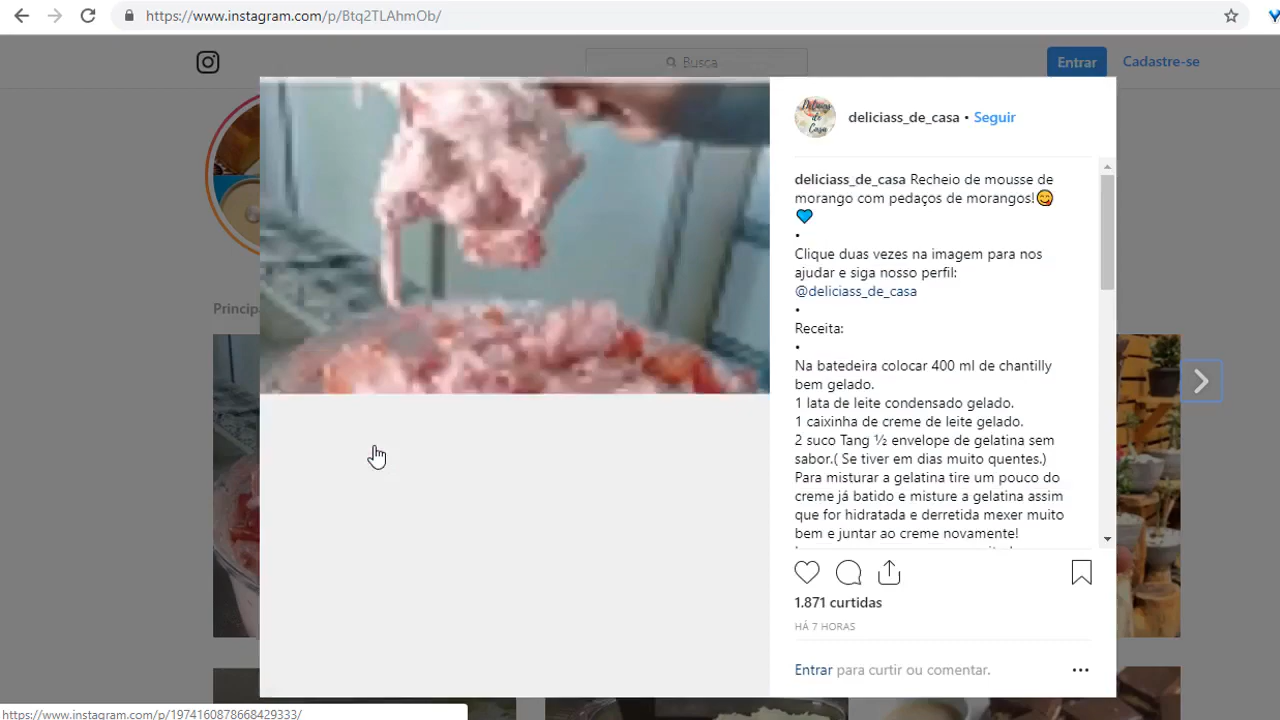 https://www.instagram.com/p/Btq2TLAhmOb/
Busca
Entrar
Cadastre-se
deliciass_de_casa • Seguir
Delícias de Casa
deliciass_de_casa Recheio de mousse de
morango com pedaços de morangos!😋
💙
•
Clique duas vezes na imagem para nos
ajudar e siga nosso perfil:
@deliciass_de_casa
•
Receita:
•
Na batedeira colocar 400 ml de chantilly
bem gelado.
1 lata de leite condensado gelado.
1 caixinha de creme de leite gelado.
2 suco Tang ½ envelope de gelatina sem
sabor.( Se tiver em dias muito quentes.)
Para misturar a gelatina tire um pouco do
creme já batido e misture a gelatina assim
que for hidratada e derretida mexer muito
bem e juntar ao creme novamente!
1.871 curtidas
HÁ 7 HORAS
Entrar para curtir ou comentar.
Princip
https://www.instagram.com/p/1974160878668429333/